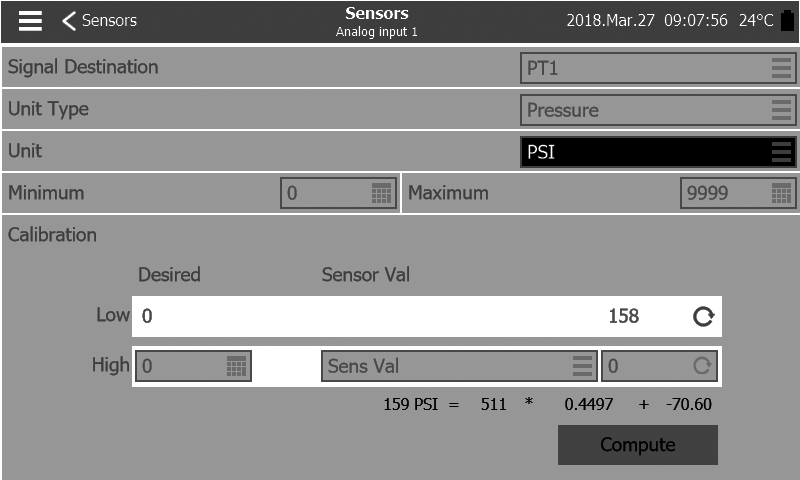 Sensors Sensors 2018.Mar.27 09:07:56 24°C
Analog input 1
Signal Destination PT1
Unit Type Pressure
Unit PSI
Minimum 0 Maximum 9999
Calibration
Desired Sensor Val
Low 0 158
High 0 Sens Val 0
159 PSI = 511 * 0.4497 + -70.60
Compute